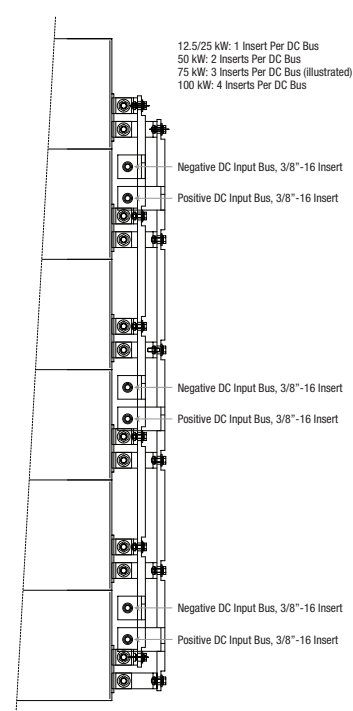 12.5/25 kW: 1 Insert Per DC Bus
50 kW: 2 Inserts Per DC Bus
75 kW: 3 Inserts Per DC Bus (illustrated)
100 kW: 4 Inserts Per DC Bus
Negative DC Input Bus, 3/8"-16 Insert
Positive DC Input Bus, 3/8"-16 Insert
Negative DC Input Bus, 3/8"-16 Insert
Positive DC Input Bus, 3/8"-16 Insert
Negative DC Input Bus, 3/8"-16 Insert
Positive DC Input Bus, 3/8"-16 Insert